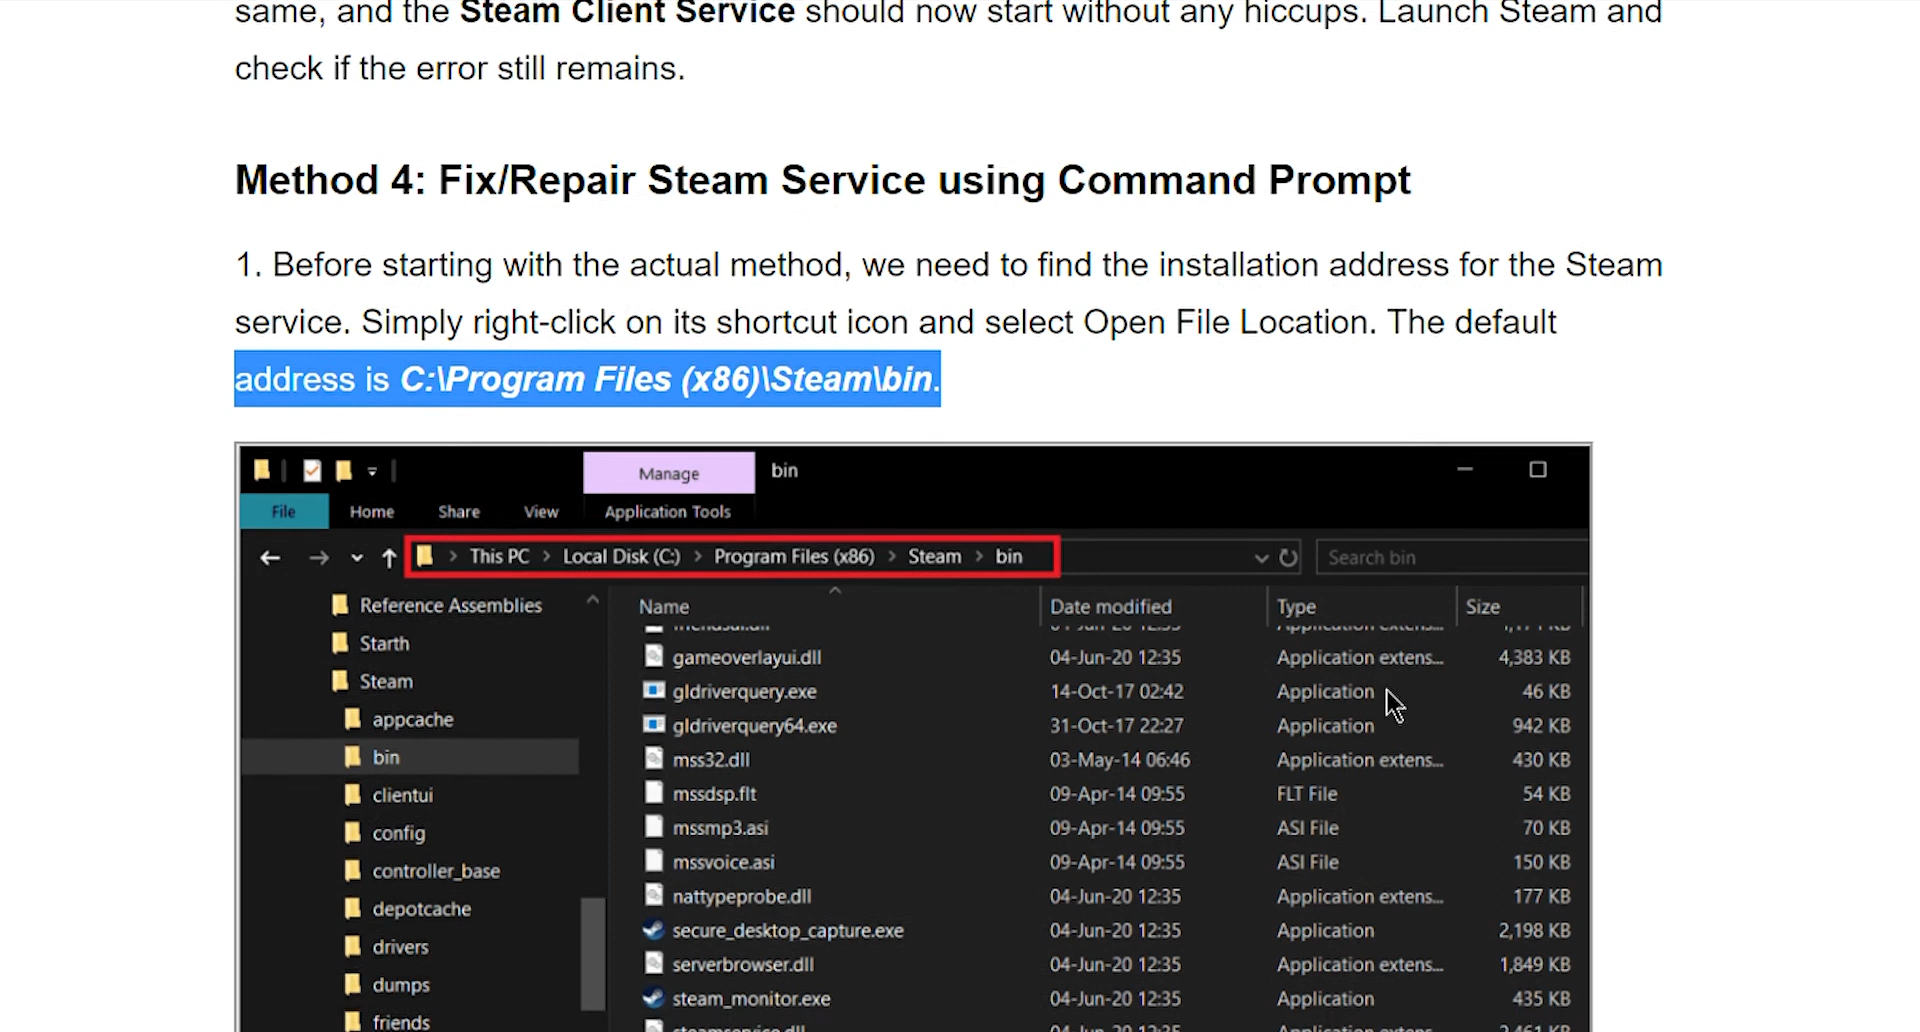 same, and the Steam Client Service should now start without any hiccups. Launch Steam and
check if the error still remains.
Method 4: Fix/Repair Steam Service using Command Prompt
1. Before starting with the actual method, we need to find the installation address for the Steam
service. Simply right-click on its shortcut icon and select Open File Location. The default
address is C:\Program Files (x86)\Steam\bin.
Manage bin
File Home Share View Application Tools
This PC > Local Disk (C:) > Program Files (x86) > Steam > bin Search bin
Reference Assemblies
Starth
Steam
appcache
bin
clientui
config
controller_base
depotcache
drivers
dumps
friends
Name Date modified Type Size
gameoverlayui.dll 04-Jun-20 12:35 Application extens... 4,383 KB
gldriverquery.exe 14-Oct-17 02:42 Application 46 KB
gldriverquery64.exe 31-Oct-17 22:27 Application 942 KB
mss32.dll 03-May-14 06:46 Application extens... 430 KB
mssdsp.flt 09-Apr-14 09:55 FLT File 54 KB
mssmp3.asi 09-Apr-14 09:55 ASI File 70 KB
mssvoice.asi 09-Apr-14 09:55 ASI File 150 KB
nattypeprobe.dll 04-Jun-20 12:35 Application extens... 177 KB
secure_desktop_capture.exe 04-Jun-20 12:35 Application 2,198 KB
serverbrowser.dll 04-Jun-20 12:35 Application extens... 1,849 KB
steam_monitor.exe 04-Jun-20 12:35 Application 435 KB